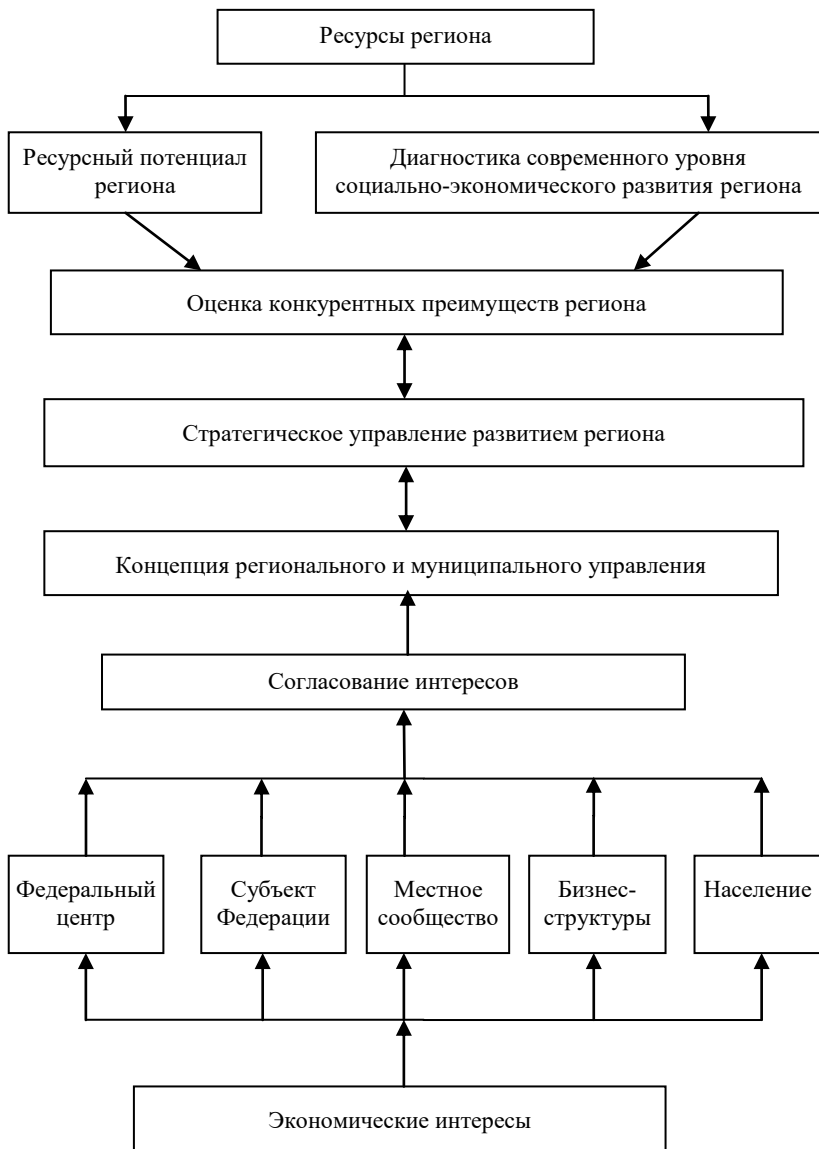 Ресурсы региона
Ресурсный потенциал
региона
Диагностика современного уровня
социально-экономического развития региона
Оценка конкурентных преимуществ региона
Стратегическое управление развитием региона
Концепция регионального и муниципального управления
Согласование интересов
Федеральный
центр
Субъект
Федерации
Местное
сообщество
Бизнес-
структуры
Население
Экономические интересы